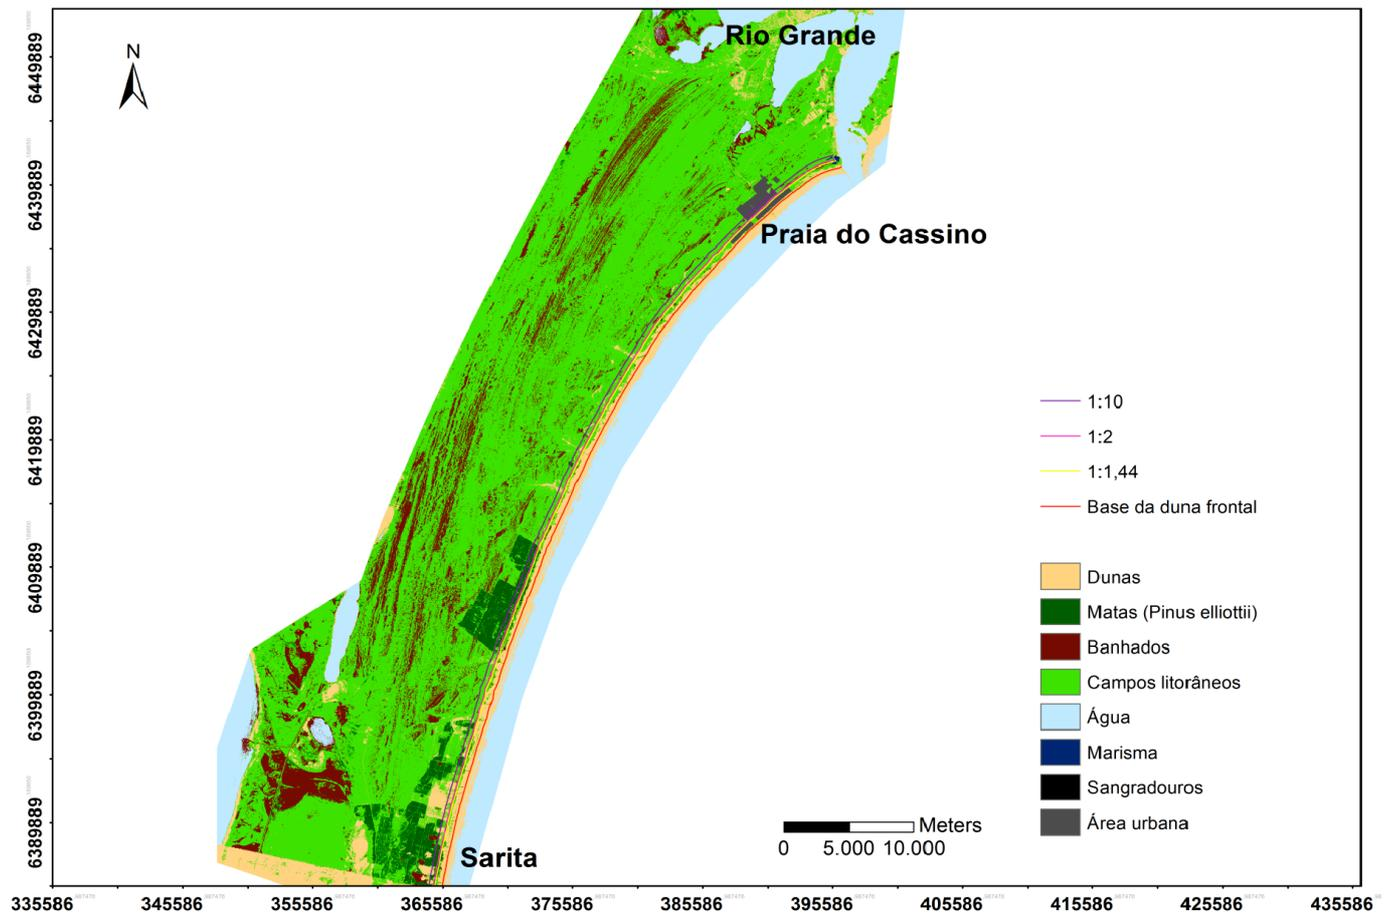 Rio Grande
N
Praia do Cassino
Sarita
6449889
6439889
6429889
6419889
6409889
6399889
6389889
1:10
1:2
1:1,44
Base da duna frontal
Dunas
Matas (Pinus elliottii)
Banhados
Campos litorâneos
Água
Marisma
Sangradouros
Área urbana
Meters
0 5.000 10.000
335586 345586 355586 365586 375586 385586 395586 405586 415586 425586 435586